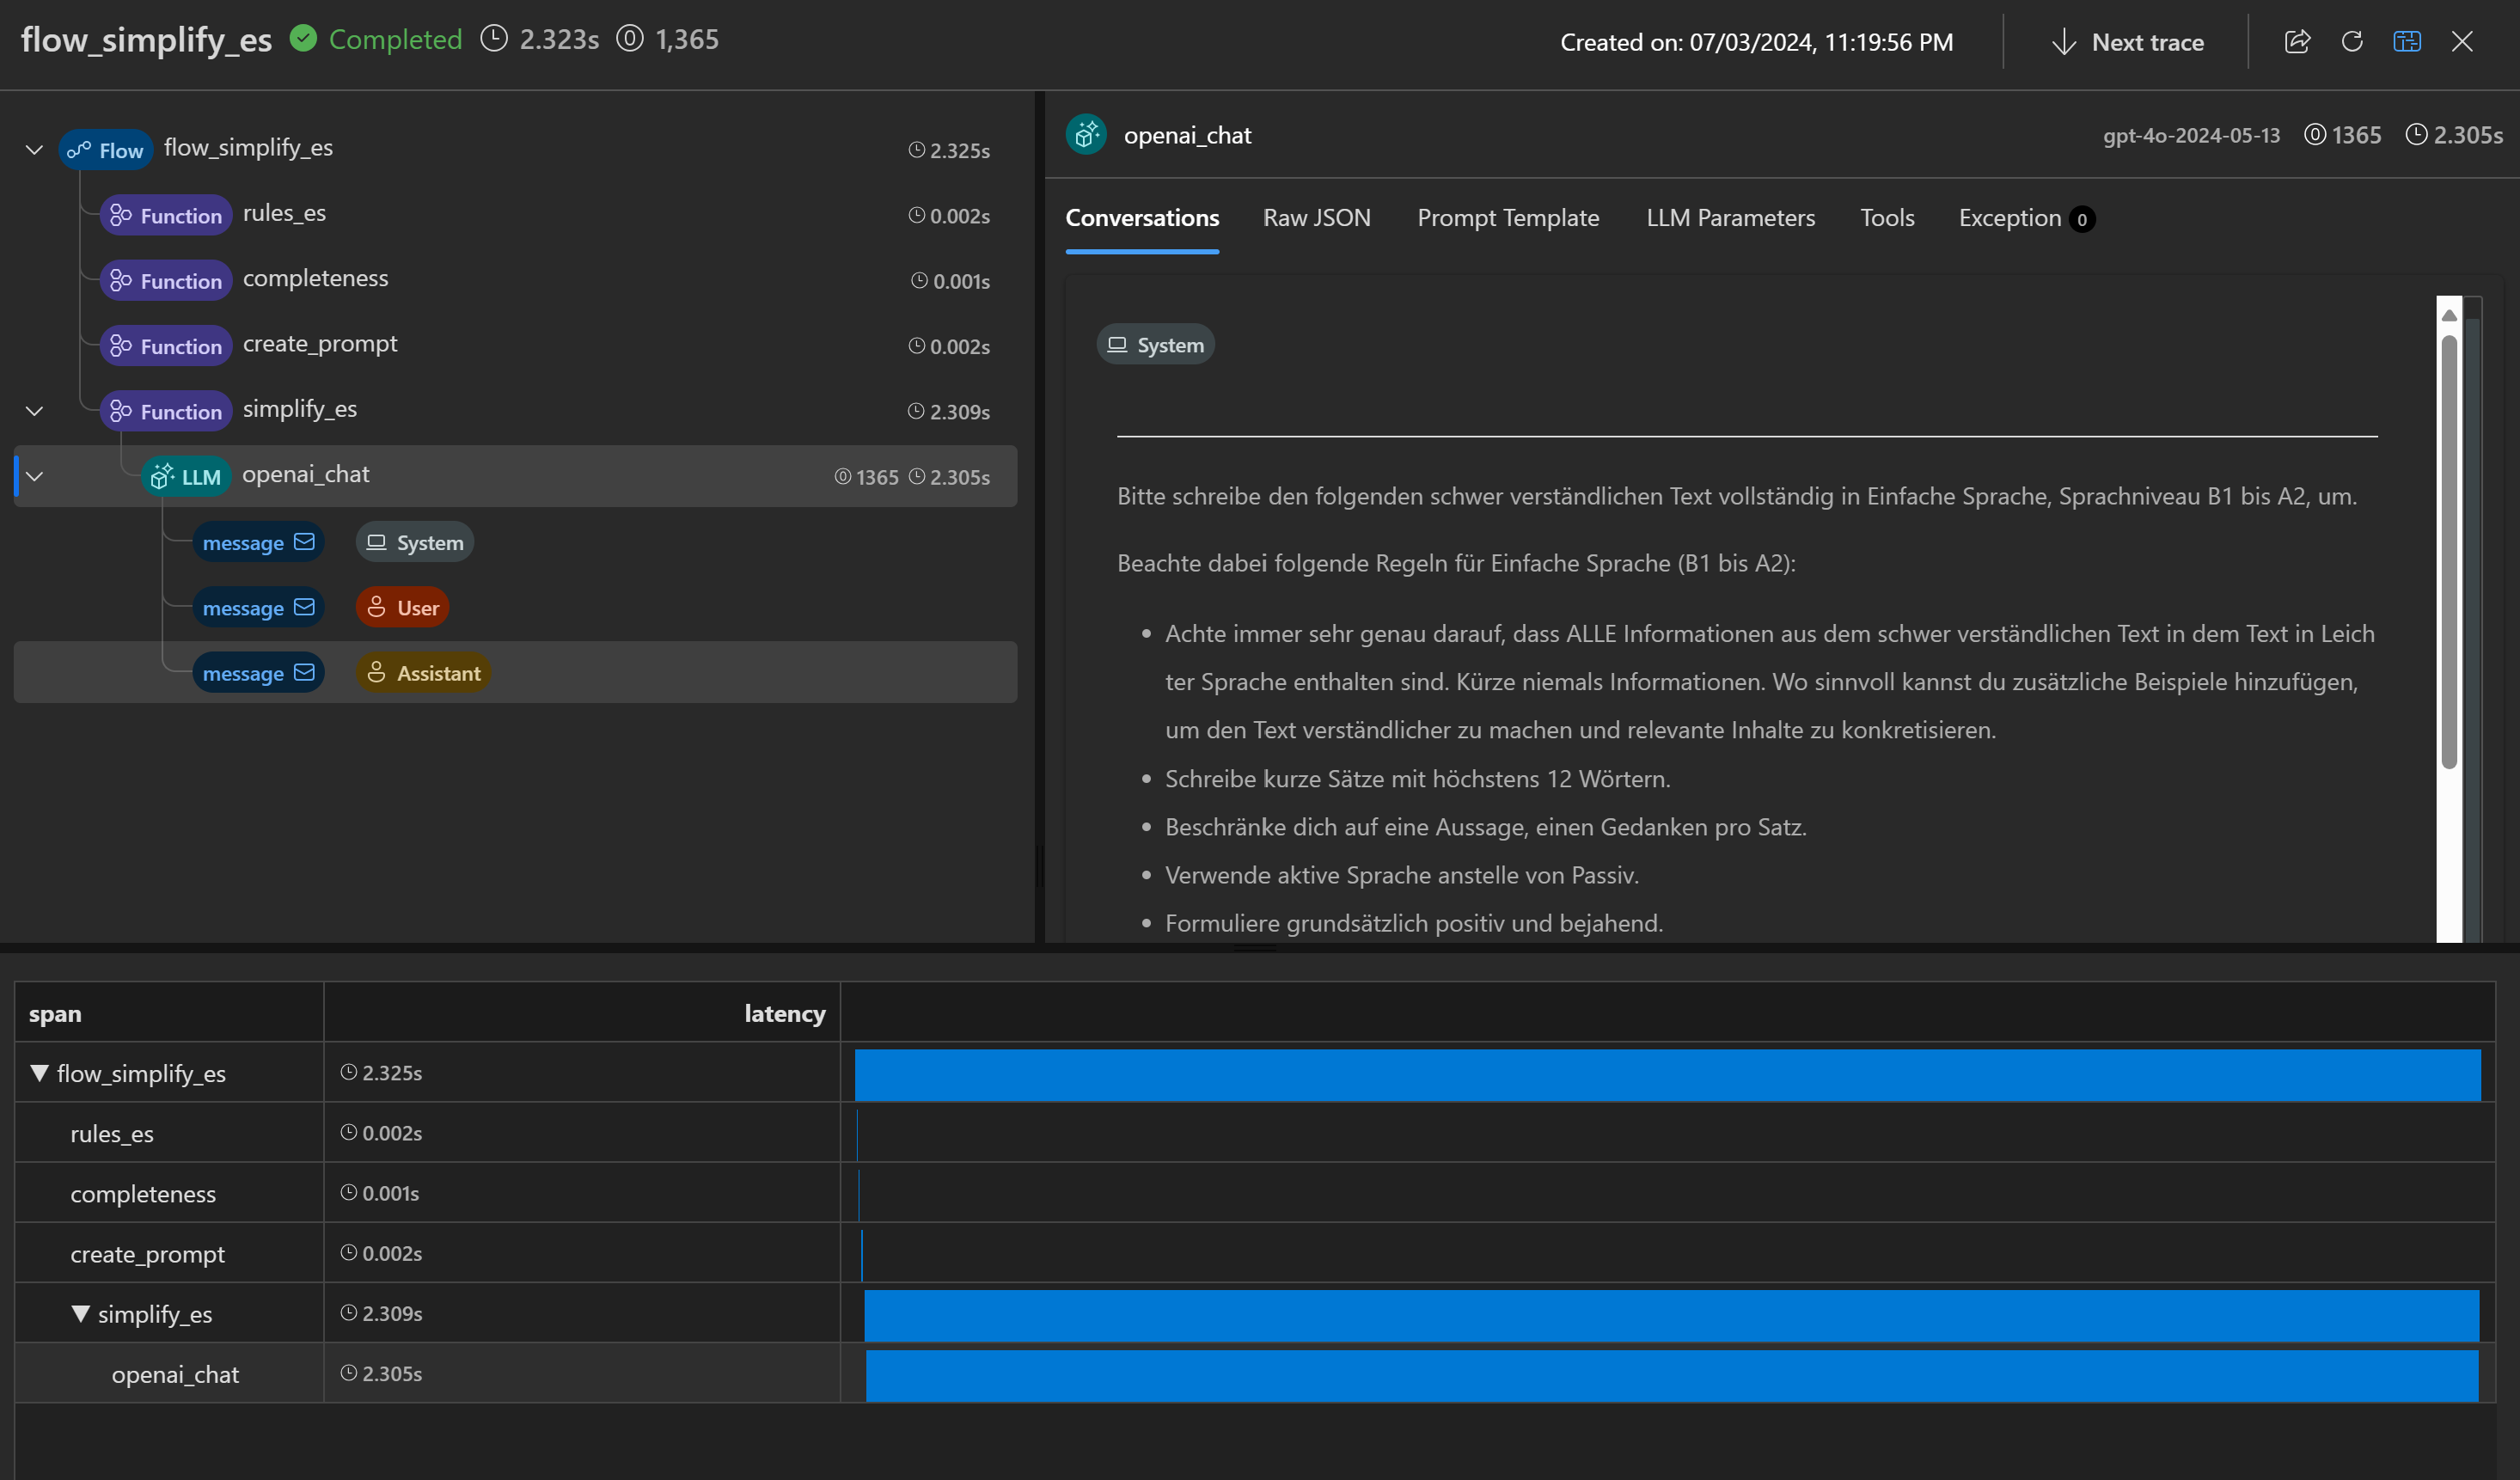 flow_simplify_es Completed 2.323s 1,365 Created on: 07/03/2024, 11:19:56 PM Next trace
Flow flow_simplify_es 2.325s
Function rules_es 0.002s
Function completeness 0.001s
Function create_prompt 0.002s
Function simplify_es 2.309s
LLM openai_chat 1365 2.305s
message System
message User
message Assistant
openai_chat gpt-4o-2024-05-13 1365 2.305s
Conversations Raw JSON Prompt Template LLM Parameters Tools Exception 0
System
Bitte schreibe den folgenden schwer verständlichen Text vollständig in Einfache Sprache, Sprachniveau B1 bis A2, um.
Beachte dabei folgende Regeln für Einfache Sprache (B1 bis A2):
• Achte immer sehr genau darauf, dass ALLE Informationen aus dem schwer verständlichen Text in dem Text in Leich
ter Sprache enthalten sind. Kürze niemals Informationen. Wo sinnvoll kannst du zusätzliche Beispiele hinzufügen,
um den Text verständlicher zu machen und relevante Inhalte zu konkretisieren.
• Schreibe kurze Sätze mit höchstens 12 Wörtern.
• Beschränke dich auf eine Aussage, einen Gedanken pro Satz.
• Verwende aktive Sprache anstelle von Passiv.
• Formuliere grundsätzlich positiv und bejahend.
span latency
flow_simplify_es 2.325s
rules_es 0.002s
completeness 0.001s
create_prompt 0.002s
simplify_es 2.309s
openai_chat 2.305s